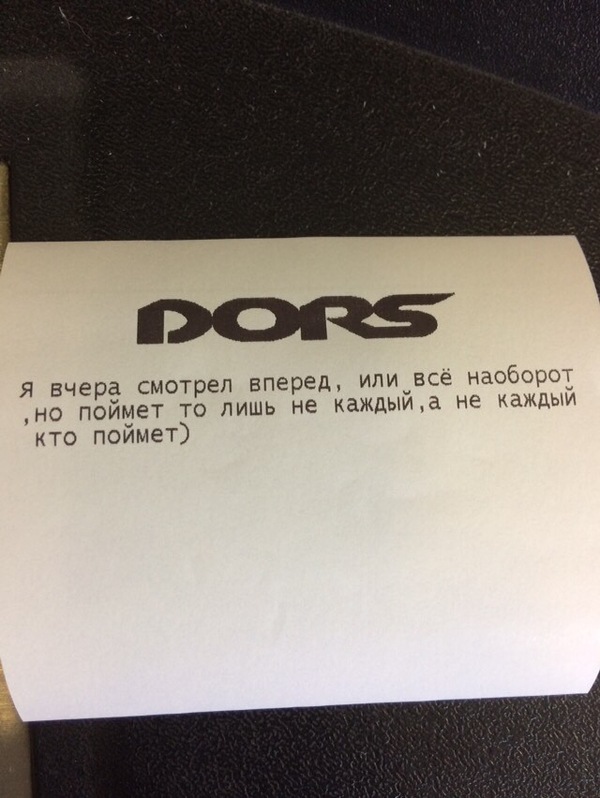 DORS
Я вчера смотрел вперед, или всё наоборот
,но поймет то лишь не каждый,а не каждый
кто поймет)